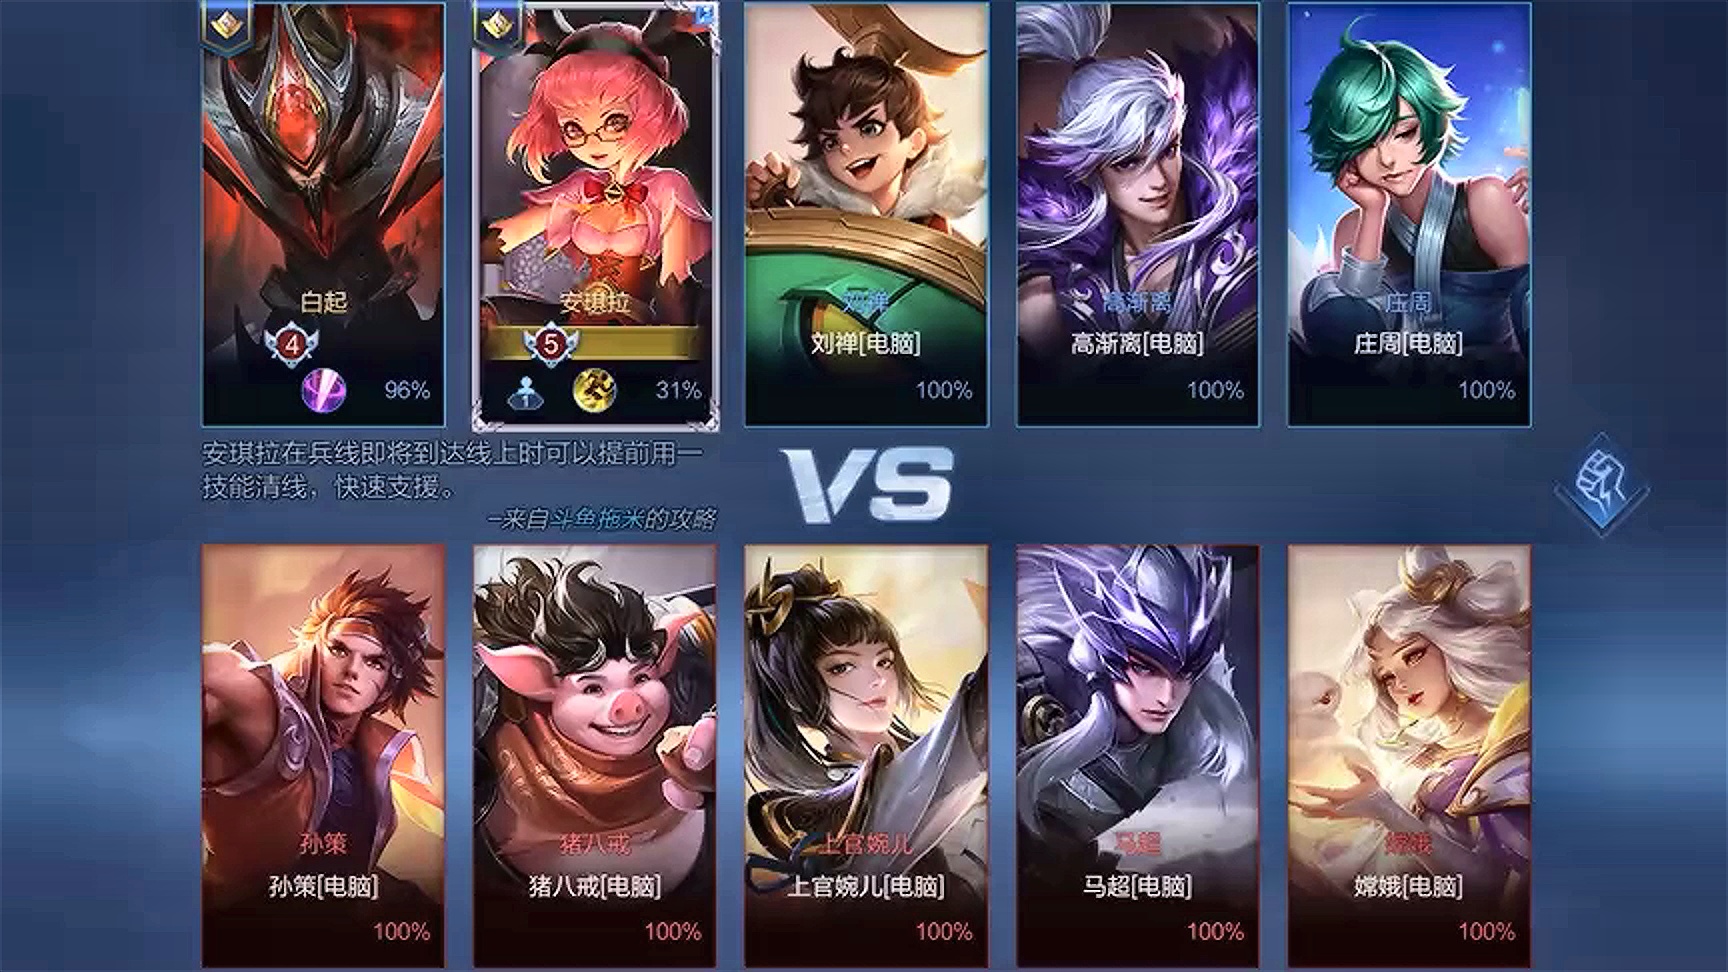 白起
安琪拉
刘禅
高渐离
庄周
4
5
刘禅[电脑]
高渐离[电脑]
庄周[电脑]
96%
1
31%
100%
100%
100%
安琪拉在兵线即将到达线上时可以提前用一
技能清线，快速支援。
—来自斗鱼拖米的攻略
VS
孙策
猪八戒
上官婉儿
马超
嫦娥
孙策[电脑]
猪八戒[电脑]
上官婉儿[电脑]
马超[电脑]
嫦娥[电脑]
100%
100%
100%
100%
100%